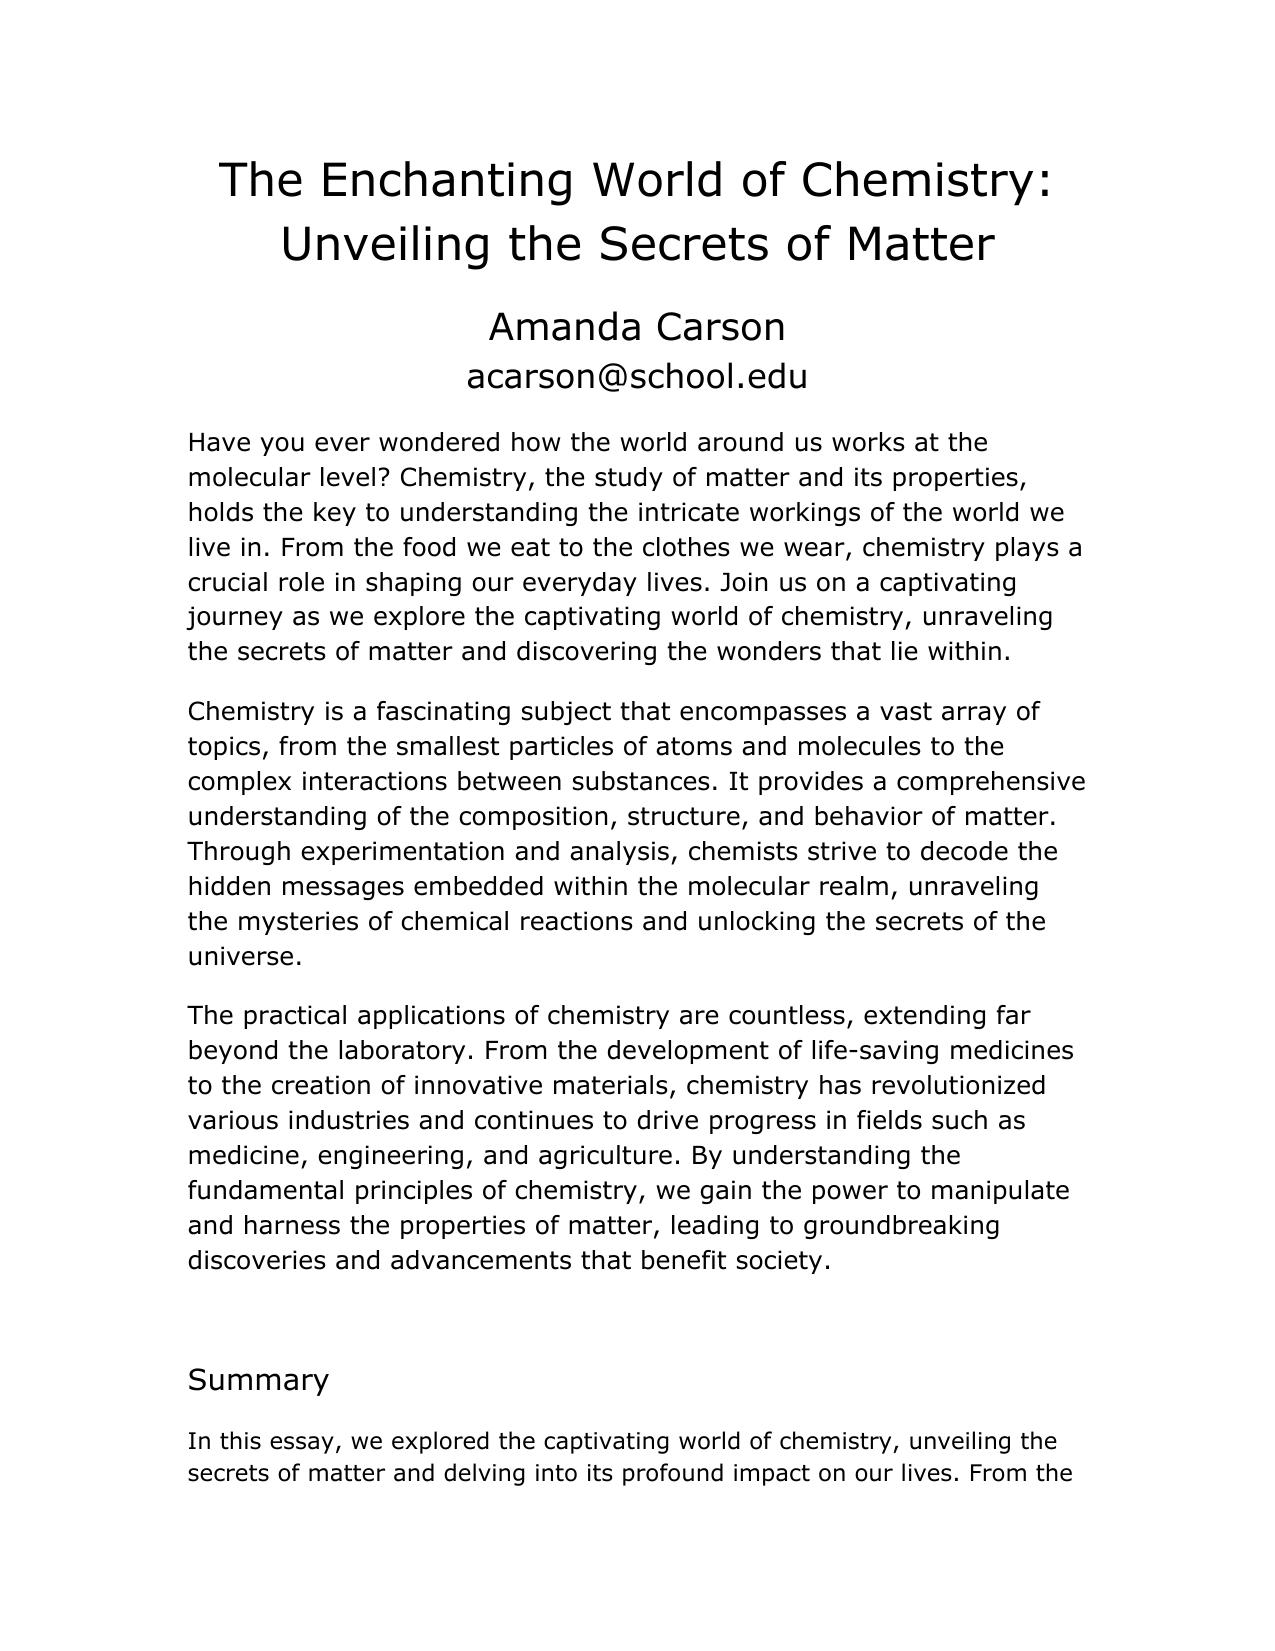 The Enchanting World of Chemistry:
Unveiling the Secrets of Matter
Amanda Carson
acarson@school.edu
Have you ever wondered how the world around us works at the
molecular level? Chemistry, the study of matter and its properties,
holds the key to understanding the intricate workings of the world we
live in. From the food we eat to the clothes we wear, chemistry plays a
crucial role in shaping our everyday lives. Join us on a captivating
journey as we explore the captivating world of chemistry, unraveling
the secrets of matter and discovering the wonders that lie within.
Chemistry is a fascinating subject that encompasses a vast array of
topics, from the smallest particles of atoms and molecules to the
complex interactions between substances. It provides a comprehensive
understanding of the composition, structure, and behavior of matter.
Through experimentation and analysis, chemists strive to decode the
hidden messages embedded within the molecular realm, unraveling
the mysteries of chemical reactions and unlocking the secrets of the
universe.
The practical applications of chemistry are countless, extending far
beyond the laboratory. From the development of life-saving medicines
to the creation of innovative materials, chemistry has revolutionized
various industries and continues to drive progress in fields such as
medicine, engineering, and agriculture. By understanding the
fundamental principles of chemistry, we gain the power to manipulate
and harness the properties of matter, leading to groundbreaking
discoveries and advancements that benefit society.
Summary
In this essay, we explored the captivating world of chemistry, unveiling the
secrets of matter and delving into its profound impact on our lives. From the